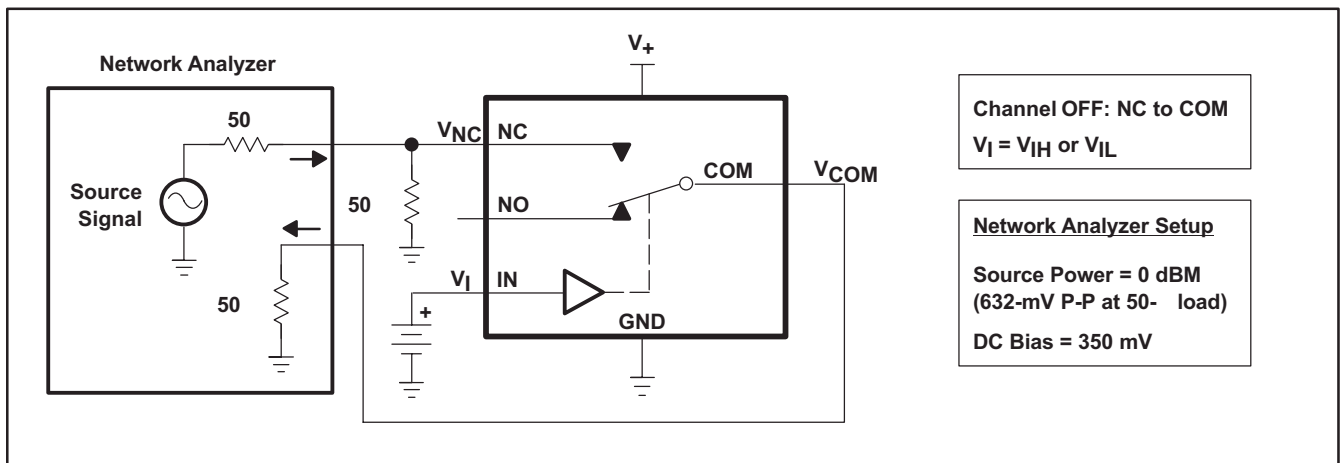 Network Analyzer
50
Source
Signal
50
50
V+
VNC
NC
NO
COM
VCOM
VI
IN
+
GND
Channel OFF: NC to COM
VI = VIH or VIL
Network Analyzer Setup
Source Power = 0 dBM
(632-mV P-P at 50- load)
DC Bias = 350 mV